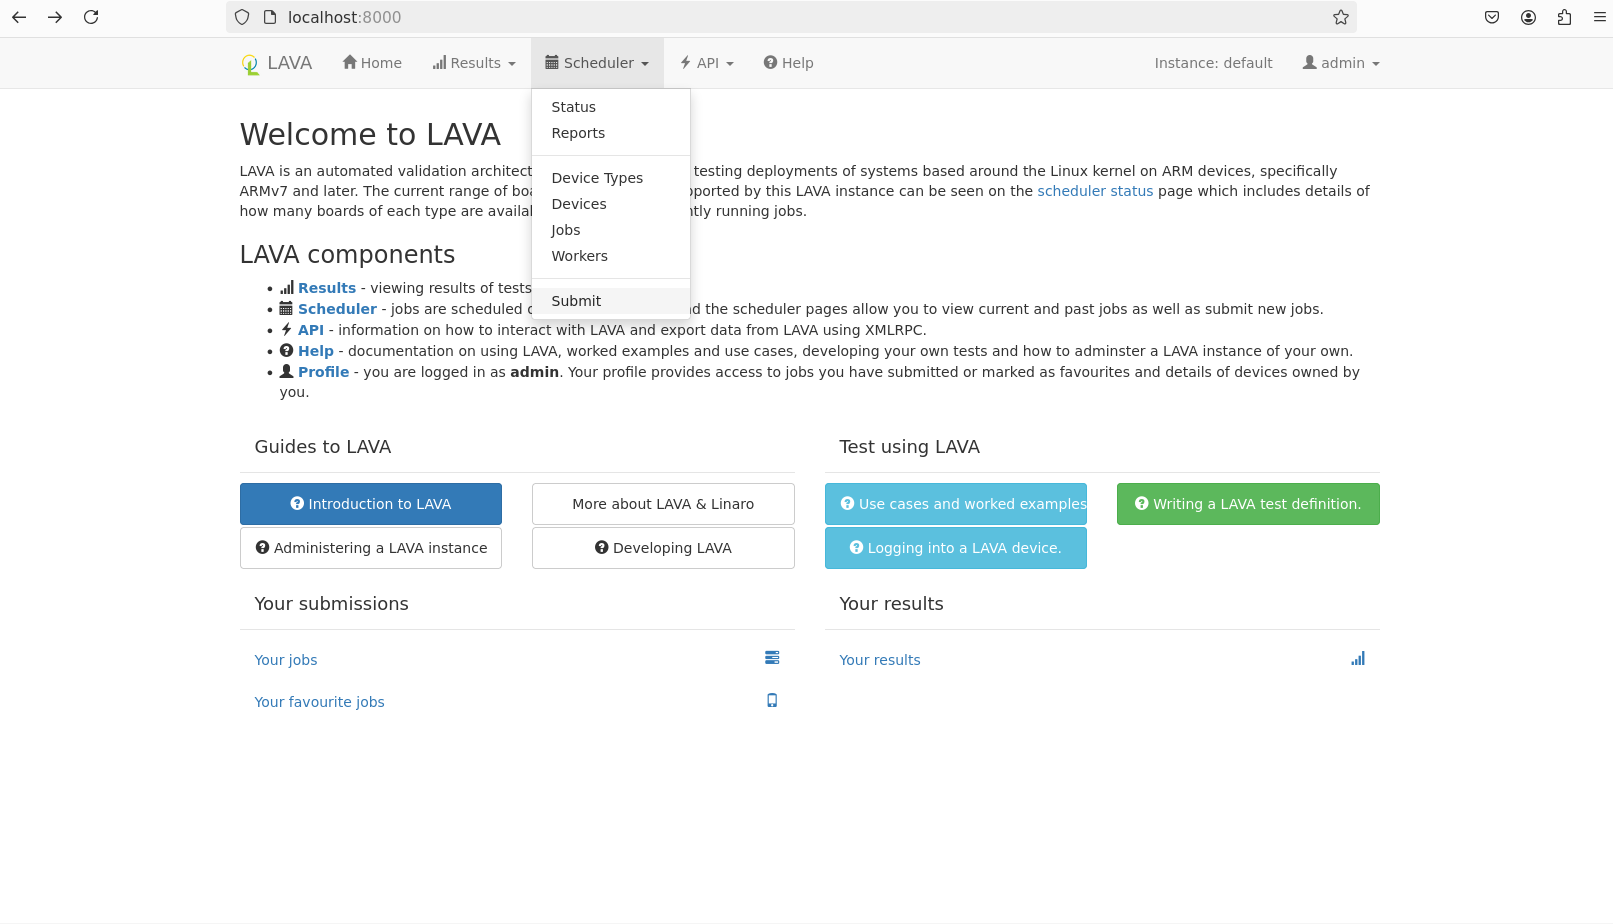 localhost:8000
LAVA Home Results Scheduler API Help Instance: default admin
Status
Reports
Device Types
Devices
Jobs
Workers
Submit
Welcome to LAVA
LAVA is an automated validation architect testing deployments of systems based around the Linux kernel on ARM devices, specifically
ARMv7 and later. The current range of boa pported by this LAVA instance can be seen on the scheduler status page which includes details of
how many boards of each type are availal ntly running jobs.
LAVA components
Results - viewing results of tests
Scheduler - jobs are scheduled d the scheduler pages allow you to view current and past jobs as well as submit new jobs.
API - information on how to interact with LAVA and export data from LAVA using XMLRPC.
Help - documentation on using LAVA, worked examples and use cases, developing your own tests and how to adminster a LAVA instance of your own.
Profile - you are logged in as admin. Your profile provides access to jobs you have submitted or marked as favourites and details of devices owned by
you.
Guides to LAVA
Introduction to LAVA
More about LAVA & Linaro
Administering a LAVA instance
Developing LAVA
Test using LAVA
Use cases and worked examples
Writing a LAVA test definition.
Logging into a LAVA device.
Your submissions
Your jobs
Your favourite jobs
Your results
Your results